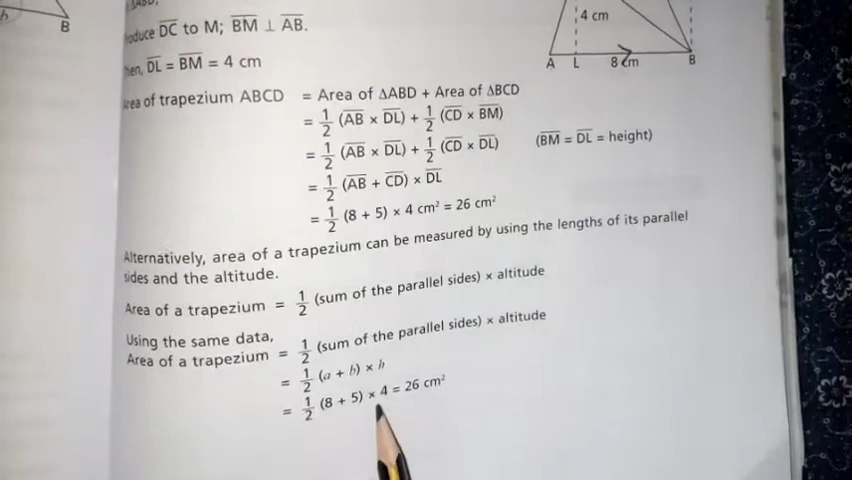 b
B
DC to M; BM ⊥ AB.
DL = BM = 4 cm
4 cm
A L 8 cm B
of trapezium ABCD = Area of ΔABD + Area of ΔBCD
= 1/2 (AB × DL) + 1/2 (CD × BM)
= 1/2 (AB × DL) + 1/2 (CD × DL) (BM = DL = height)
= 1/2 (AB + CD) × DL
= 1/2 (8 + 5) × 4 cm² = 26 cm²
Alternatively, area of a trapezium can be measured by using the lengths of its parallel
sides and the altitude.
Area of a trapezium = 1/2 (sum of the parallel sides) × altitude
Using the same data,
Area of a trapezium = 1/2 (sum of the parallel sides) × altitude
= 1/2 (a + b) × h
= 1/2 (8 + 5) × 4 = 26 cm²